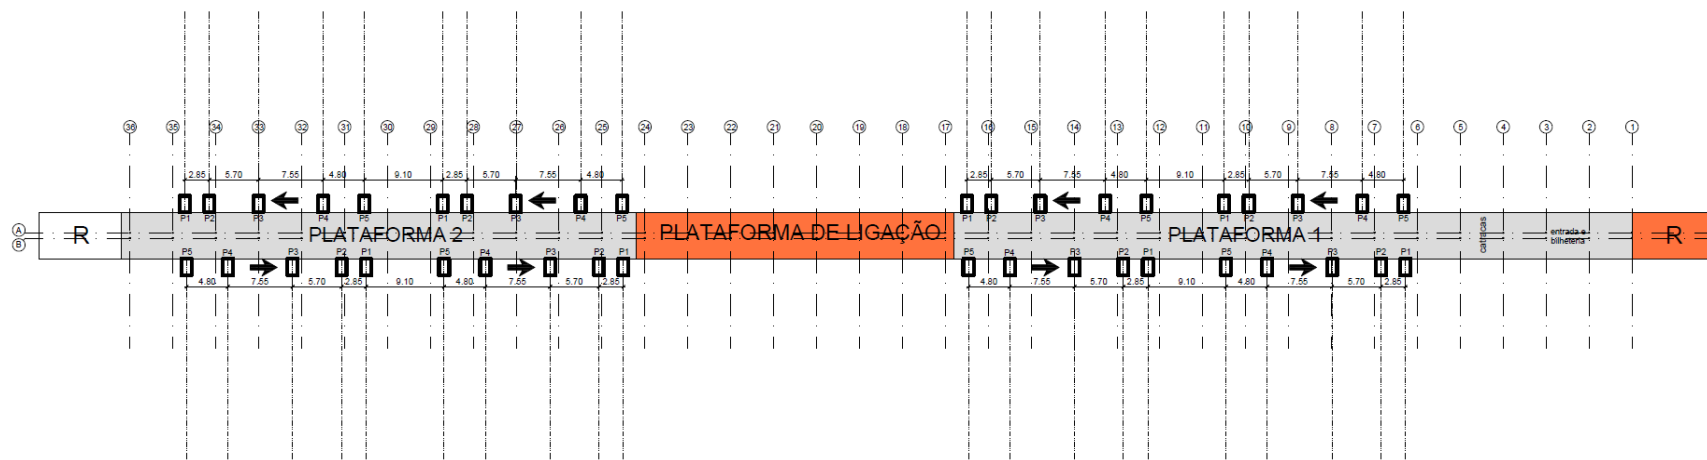 36 35 34 33 32 31 30 29 28 27 26 25 24 23 22 21 20 19 18 17 16 15 14 13 12 11 10 9 8 7 6 5 4 3 2 1
2.85 5.70 7.55 4.80 9.10 2.85 5.70 7.55 4.80 2.85 5.70 7.55 4.80 9.10 2.85 5.70 7.55 4.80
P1 P2 P3 P4 P5 P1 P2 P3 P4 P5 P1 P2 P3 P4 P5 P1 P2 P3 P4 P5
A
B
R
PLATAFORMA 2
PLATAFORMA DE LIGAÇÃO
PLATAFORMA 1
catracas
entrada e
bilheteria
R
P5 P4 P3 P2 P1 P5 P4 P3 P2 P1 P5 P4 P3 P2 P1 P5 P4 P3 P2 P1
4.80 7.55 5.70 2.85 9.10 4.80 7.55 5.70 2.85 4.80 7.55 5.70 2.85 9.10 4.80 7.55 5.70 2.85